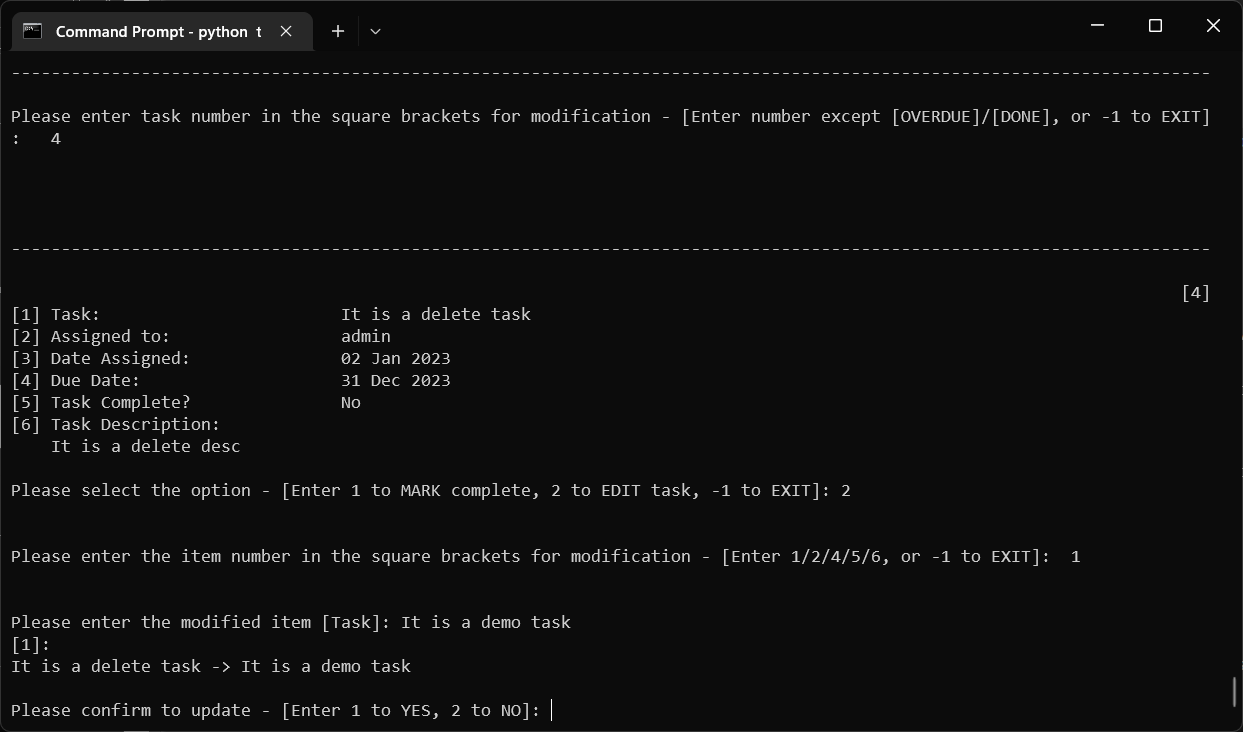 Command Prompt - python t
------------------------------------------------------------------------------------------------------------------------
Please enter task number in the square brackets for modification - [Enter number except [OVERDUE]/[DONE], or -1 to EXIT]
:   4
------------------------------------------------------------------------------------------------------------------------
[4]
[1] Task:                        It is a delete task
[2] Assigned to:                 admin
[3] Date Assigned:               02 Jan 2023
[4] Due Date:                    31 Dec 2023
[5] Task Complete?               No
[6] Task Description:
    It is a delete desc
Please select the option - [Enter 1 to MARK complete, 2 to EDIT task, -1 to EXIT]: 2
Please enter the item number in the square brackets for modification - [Enter 1/2/4/5/6, or -1 to EXIT]:  1
Please enter the modified item [Task]: It is a demo task
[1]:
It is a delete task -> It is a demo task
Please confirm to update - [Enter 1 to YES, 2 to NO]: